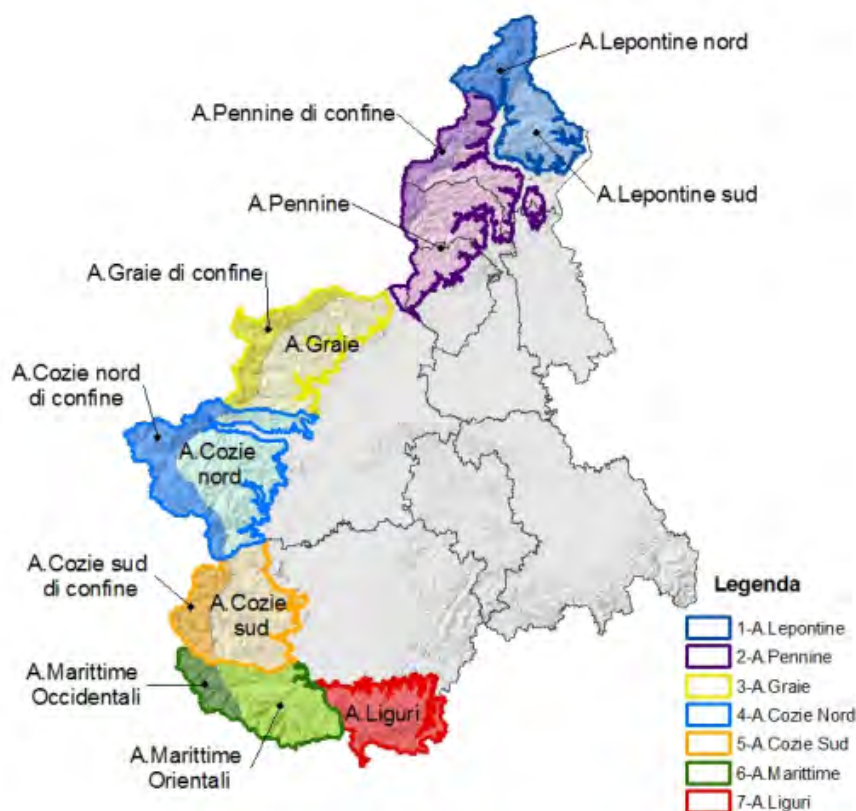 A.Lepontine nord
A.Pennine di confine
A.Lepontine sud
A.Pennine
A.Graie di confine
A.Graie
A.Cozie nord
di confine
A.Cozie
nord
A.Cozie sud
di confine
A.Cozie
sud
A.Marittime
Occidentali
A.Liguri
A.Marittime
Orientali
Legenda
1-A.Lepontine
2-A.Pennine
3-A.Graie
4-A.Cozie Nord
5-A.Cozie Sud
6-A.Marittime
7-A.Liguri